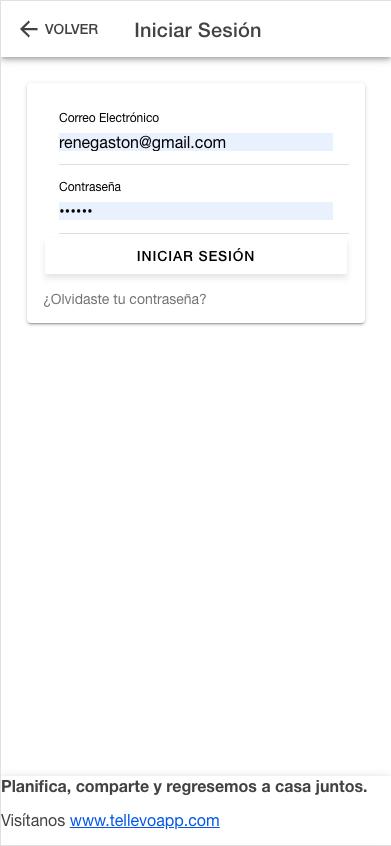 VOLVER Iniciar Sesión
Correo Electrónico
renegaston@gmail.com
Contraseña
••••••
INICIAR SESIÓN
¿Olvidaste tu contraseña?
Planifica, comparte y regresemos a casa juntos.
Visítanos www.tellevoapp.com